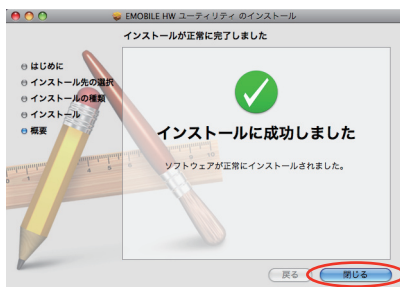 EMOBILE HW ユーティリティ のインストール
インストールが正常に完了しました
はじめに
インストール先の選択
インストールの種類
インストール
概要
インストールに成功しました
ソフトウェアが正常にインストールされました。
戻る
閉じる